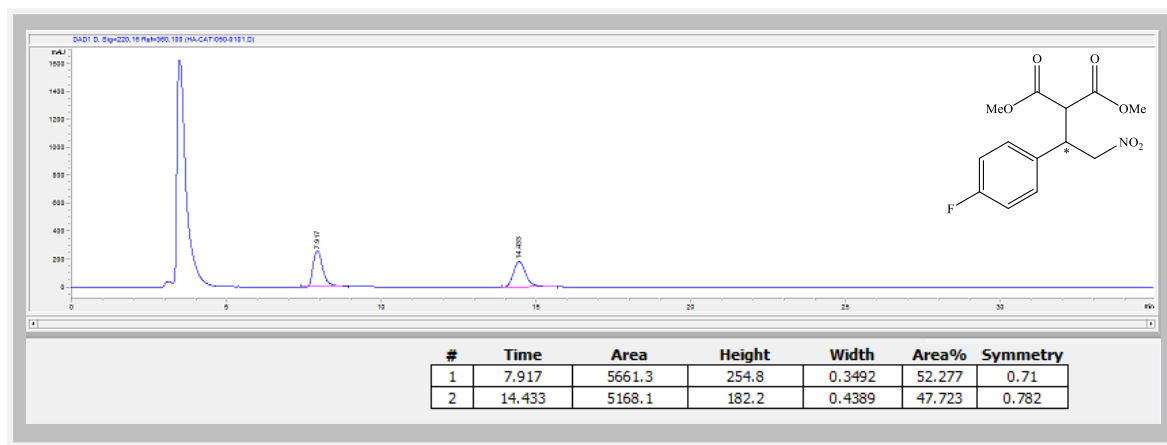 DAD1 D, Sig=220,16 Ref=360,100 (HA-CAT\060-8181.D)
mAU
1600
1400
1200
1000
800
600
400
200
0
7.917
14.433
0 5 10 15 20 25 30 min
O O
MeO OMe
NO2
*
F
# Time Area Height Width Area% Symmetry
1 7.917 5661.3 254.8 0.3492 52.277 0.71
2 14.433 5168.1 182.2 0.4389 47.723 0.782